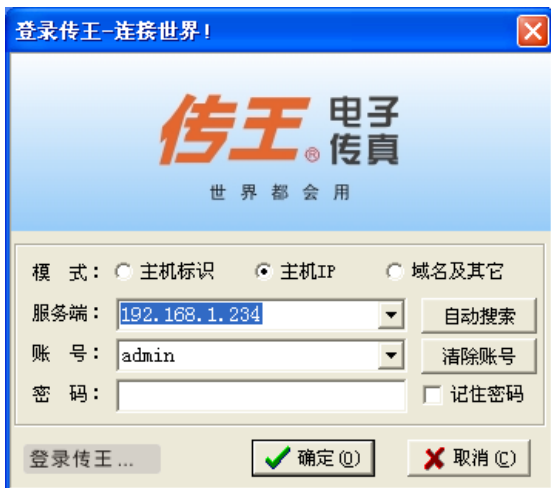 登录传王-连接世界!
传王® 电子传真
世界都会用
模 式: 主机标识 主机IP 域名及其它
服务端: 192.168.1.234 自动搜索
账 号: admin 清除账号
密 码: 记住密码
登录传王... 确定(O) 取消(C)